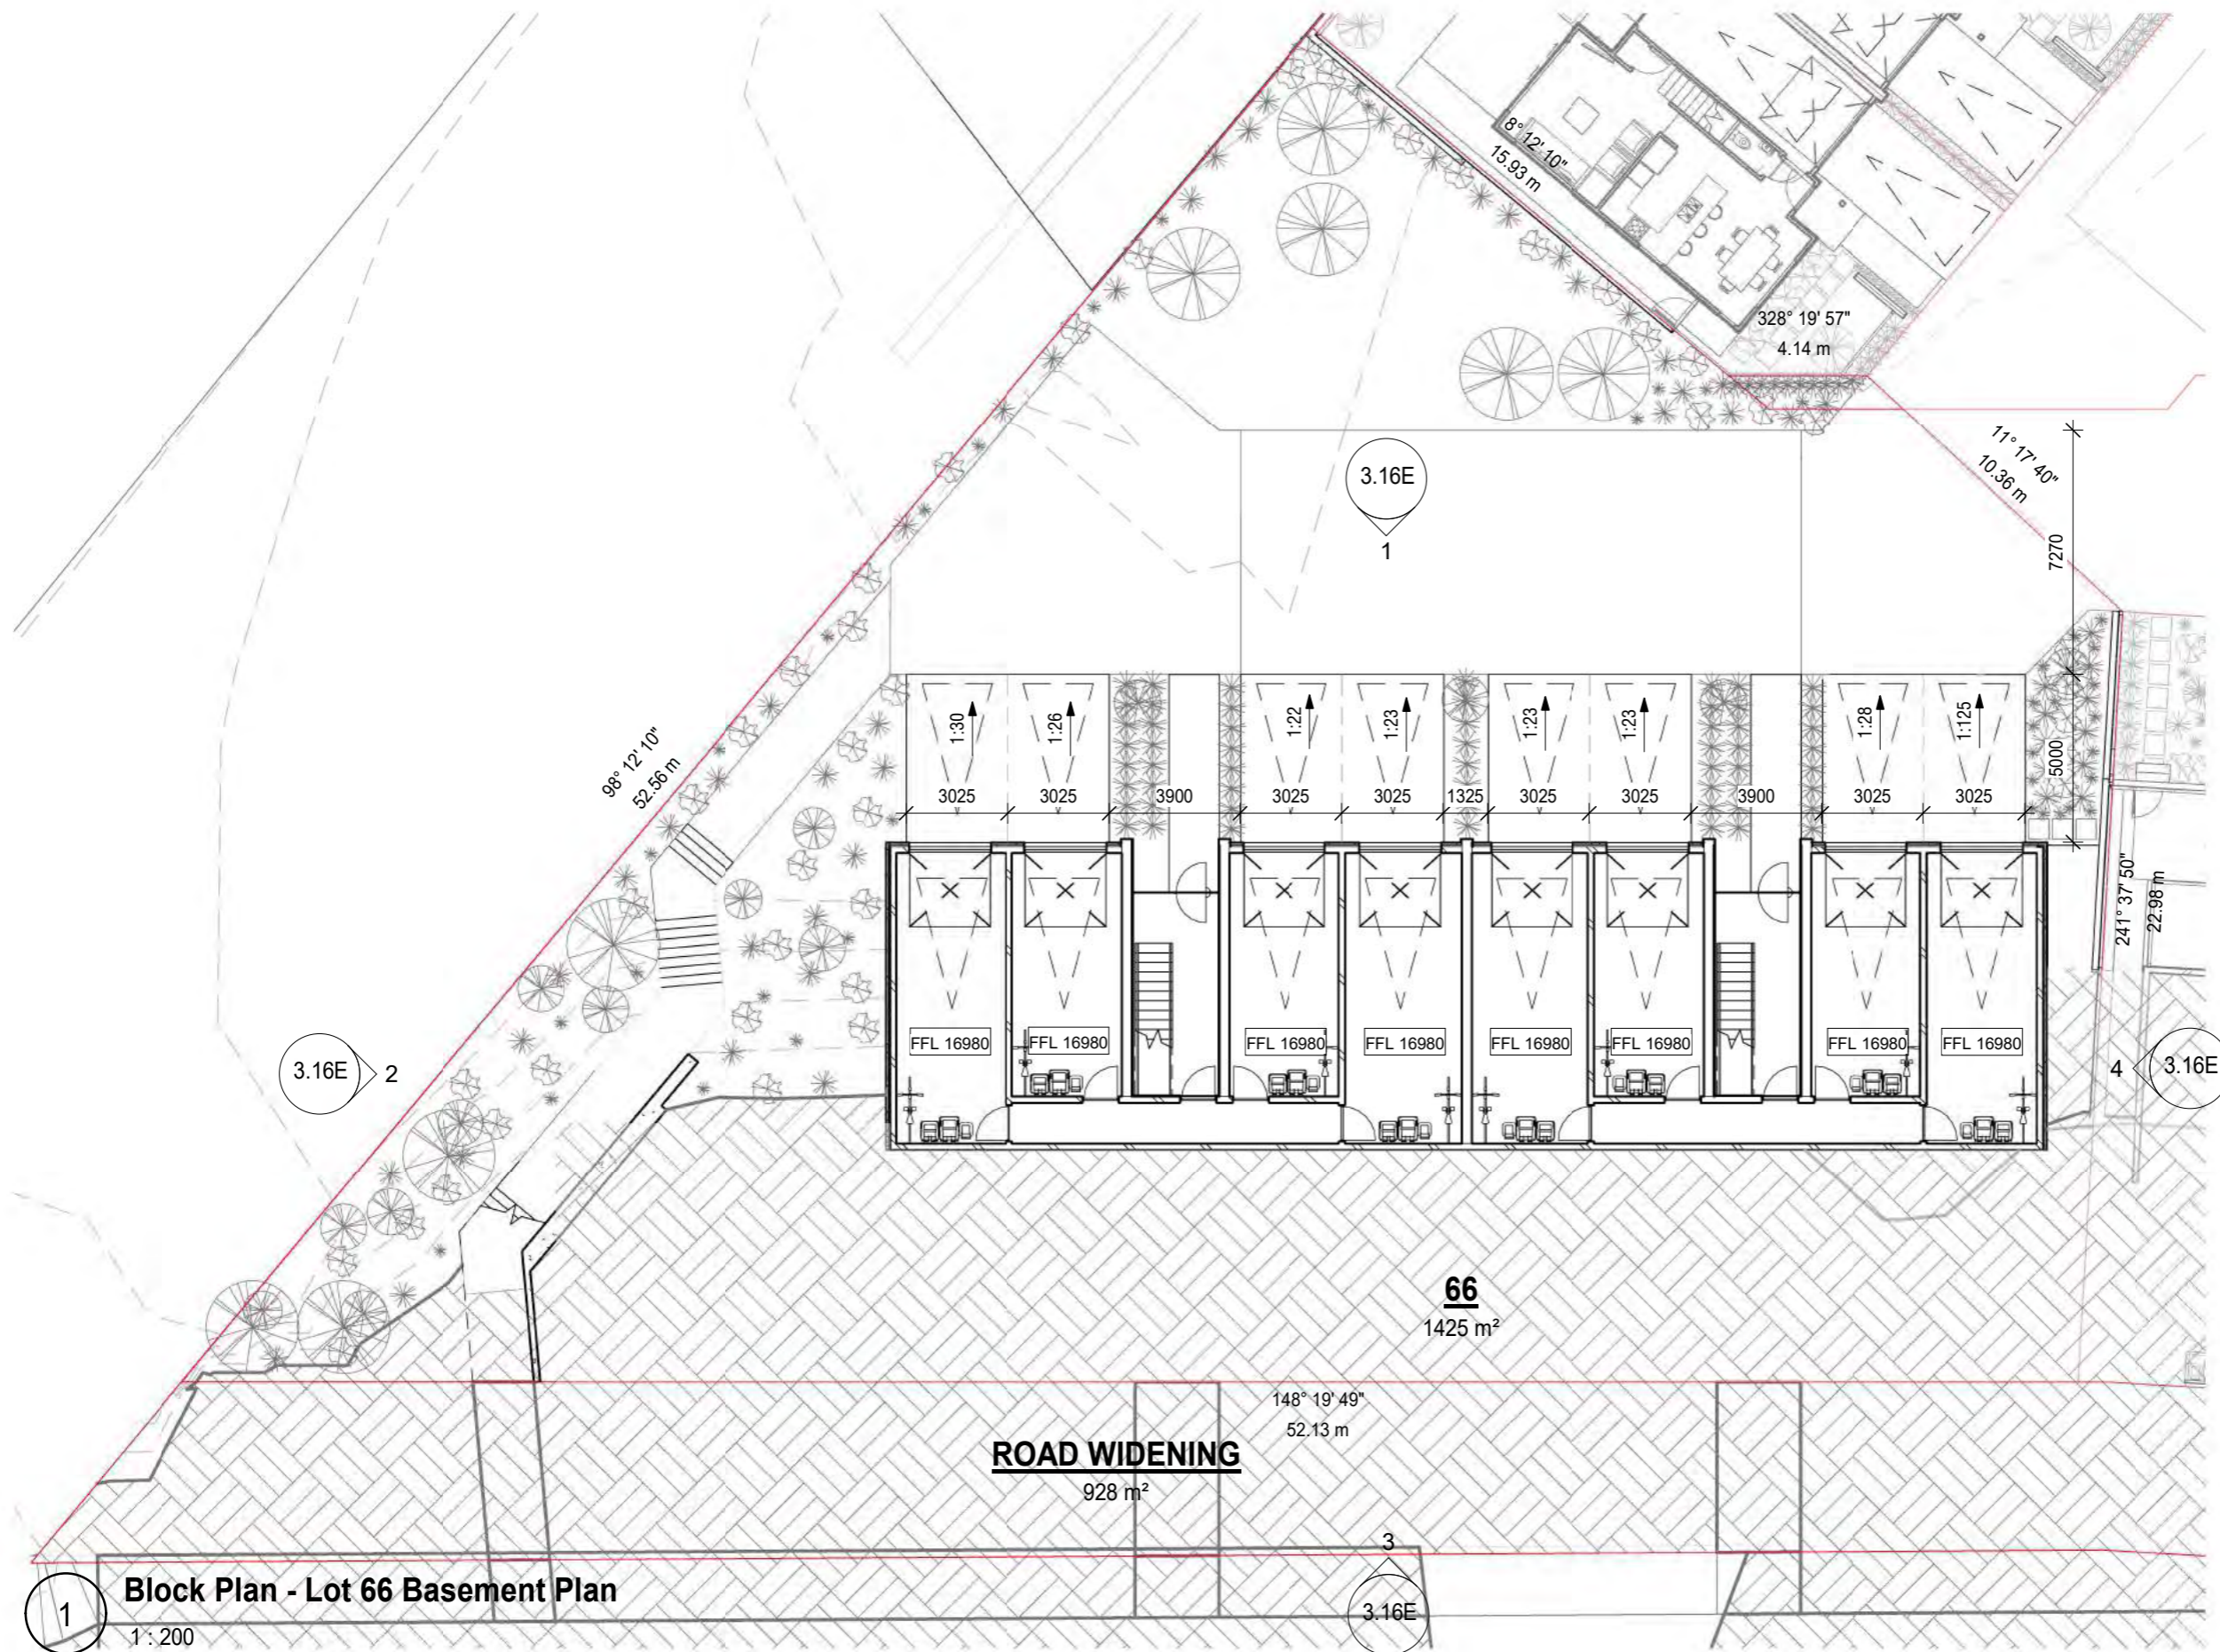 8° 12' 10"
15.93 m
328° 19' 57"
4.14 m
11° 17' 40"
10.36 m
3.16E
1
7270
98° 12' 10"
52.56 m
1:30
1:26
1:22
1:23
1:23
1:23
1:28
1:125
5000
3025
3025
3900
3025
3025
1325
3025
3025
3900
3025
3025
241° 37' 50"
22.98 m
FFL 16980
FFL 16980
FFL 16980
FFL 16980
FFL 16980
FFL 16980
FFL 16980
FFL 16980
3.16E
2
4
3.16E
66
1425 m²
148° 19' 49"
52.13 m
ROAD WIDENING
928 m²
3
3.16E
1
Block Plan - Lot 66 Basement Plan
1 : 200